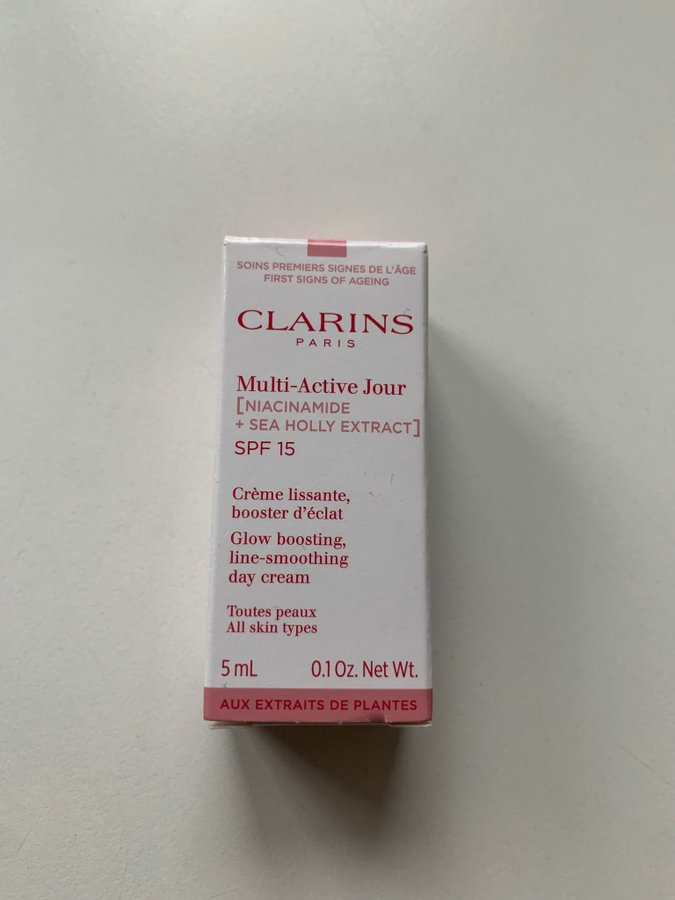 SOINS PREMIERS SIGNES DE L'ÂGE
FIRST SIGNS OF AGEING
CLARINS
PARIS
Multi-Active Jour
[NIACINAMIDE
+ SEA HOLLY EXTRACT]
SPF 15
Crème lissante,
booster d'éclat
Glow boosting,
line-smoothing
day cream
Toutes peaux
All skin types
5 mL 0.1 Oz. Net Wt.
AUX EXTRAITS DE PLANTES